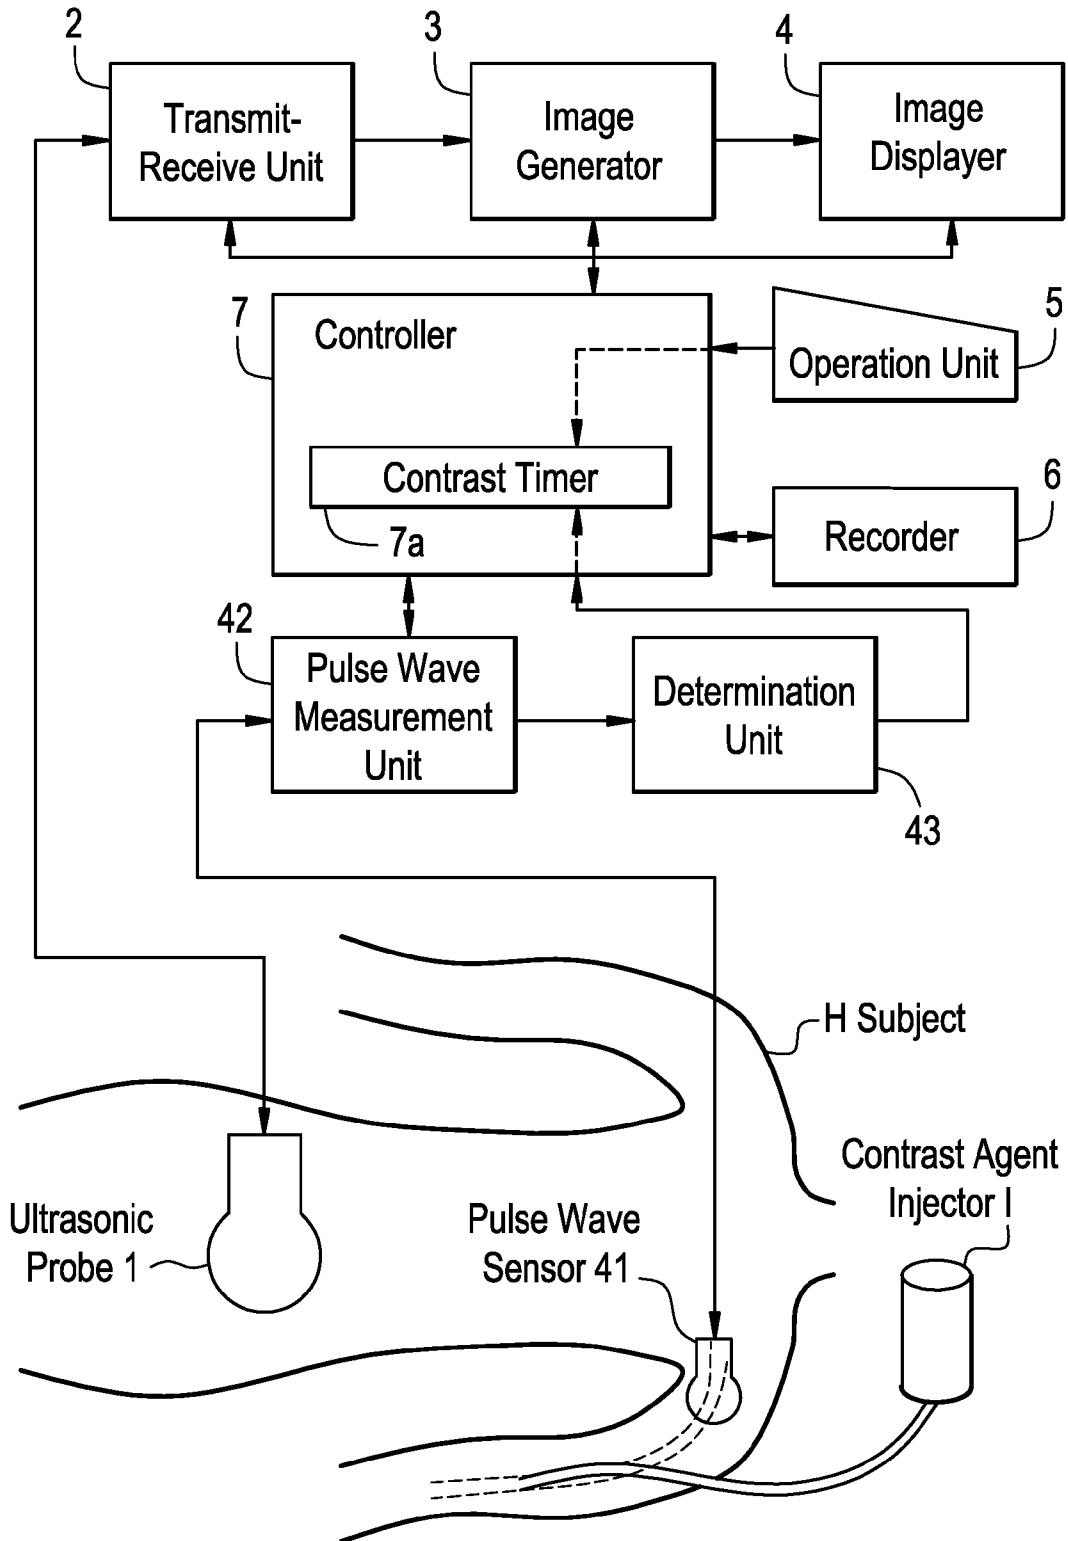 2
3
4
Transmit-
Receive Unit
Image
Generator
Image
Displayer
7
Controller
5
Operation Unit
Contrast Timer
7a
6
Recorder
42
Pulse Wave
Measurement
Unit
Determination
Unit
43
H Subject
Contrast Agent
Injector I
Ultrasonic
Probe 1
Pulse Wave
Sensor 41